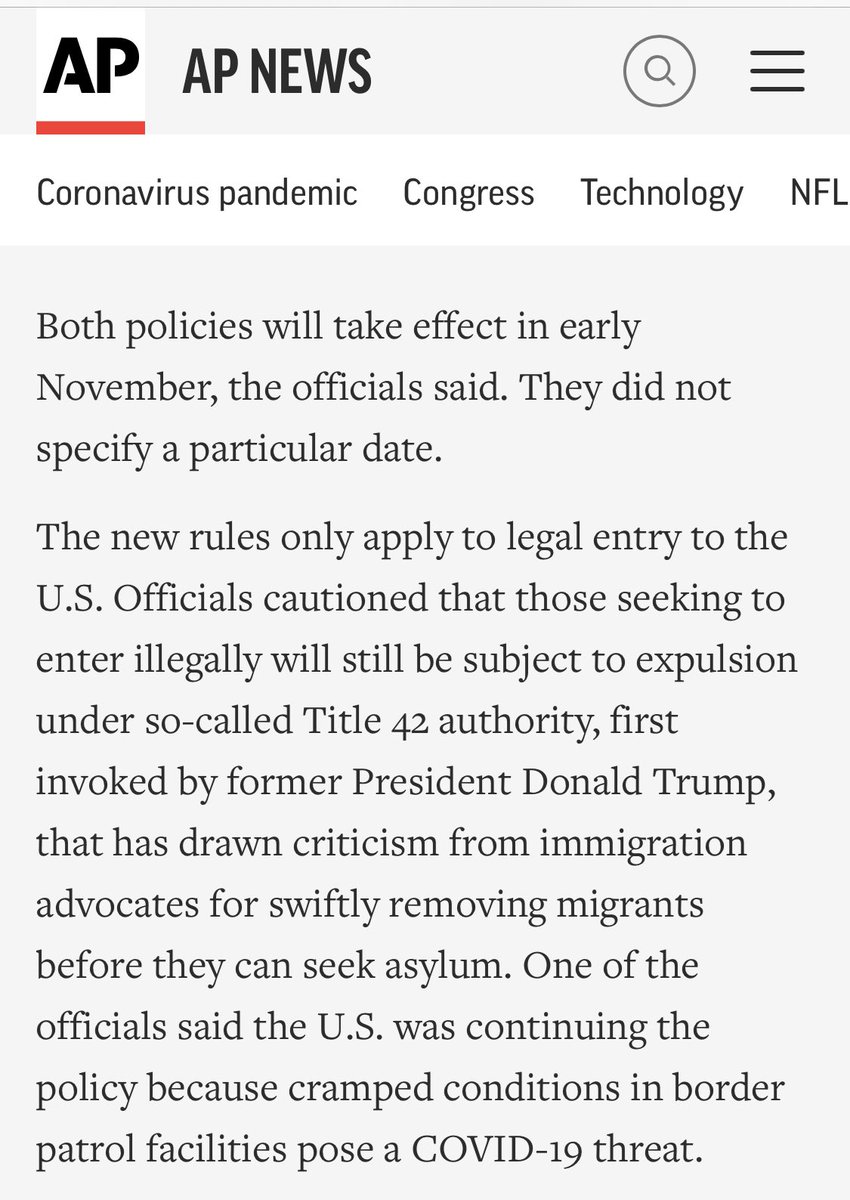 AP AP NEWS
Coronavirus pandemic Congress Technology NFL
Both policies will take effect in early
November, the officials said. They did not
specify a particular date.
The new rules only apply to legal entry to the
U.S. Officials cautioned that those seeking to
enter illegally will still be subject to expulsion
under so-called Title 42 authority, first
invoked by former President Donald Trump,
that has drawn criticism from immigration
advocates for swiftly removing migrants
before they can seek asylum. One of the
officials said the U.S. was continuing the
policy because cramped conditions in border
patrol facilities pose a COVID-19 threat.